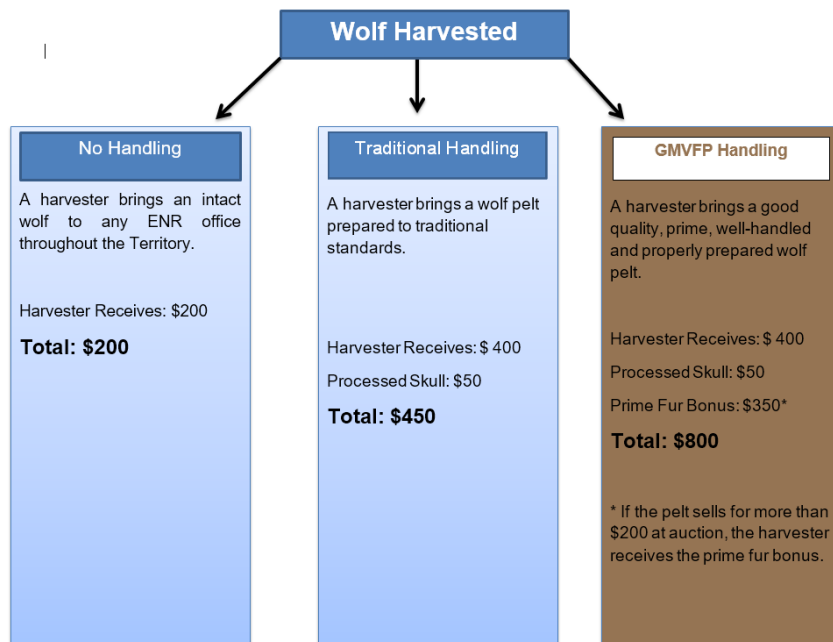 Wolf Harvested
No Handling
A harvester brings an intact
wolf to any ENR office
throughout the Territory.
Harvester Receives: $200
Total: $200
Traditional Handling
A harvester brings a wolf pelt
prepared to traditional
standards.
Harvester Receives: $ 400
Processed Skull: $50
Total: $450
GMVFP Handling
A harvester brings a good
quality, prime, well-handled
and properly prepared wolf
pelt.
Harvester Receives: $ 400
Processed Skull: $50
Prime Fur Bonus: $350*
Total: $800
* If the pelt sells for more than
$200 at auction, the harvester
receives the prime fur bonus.